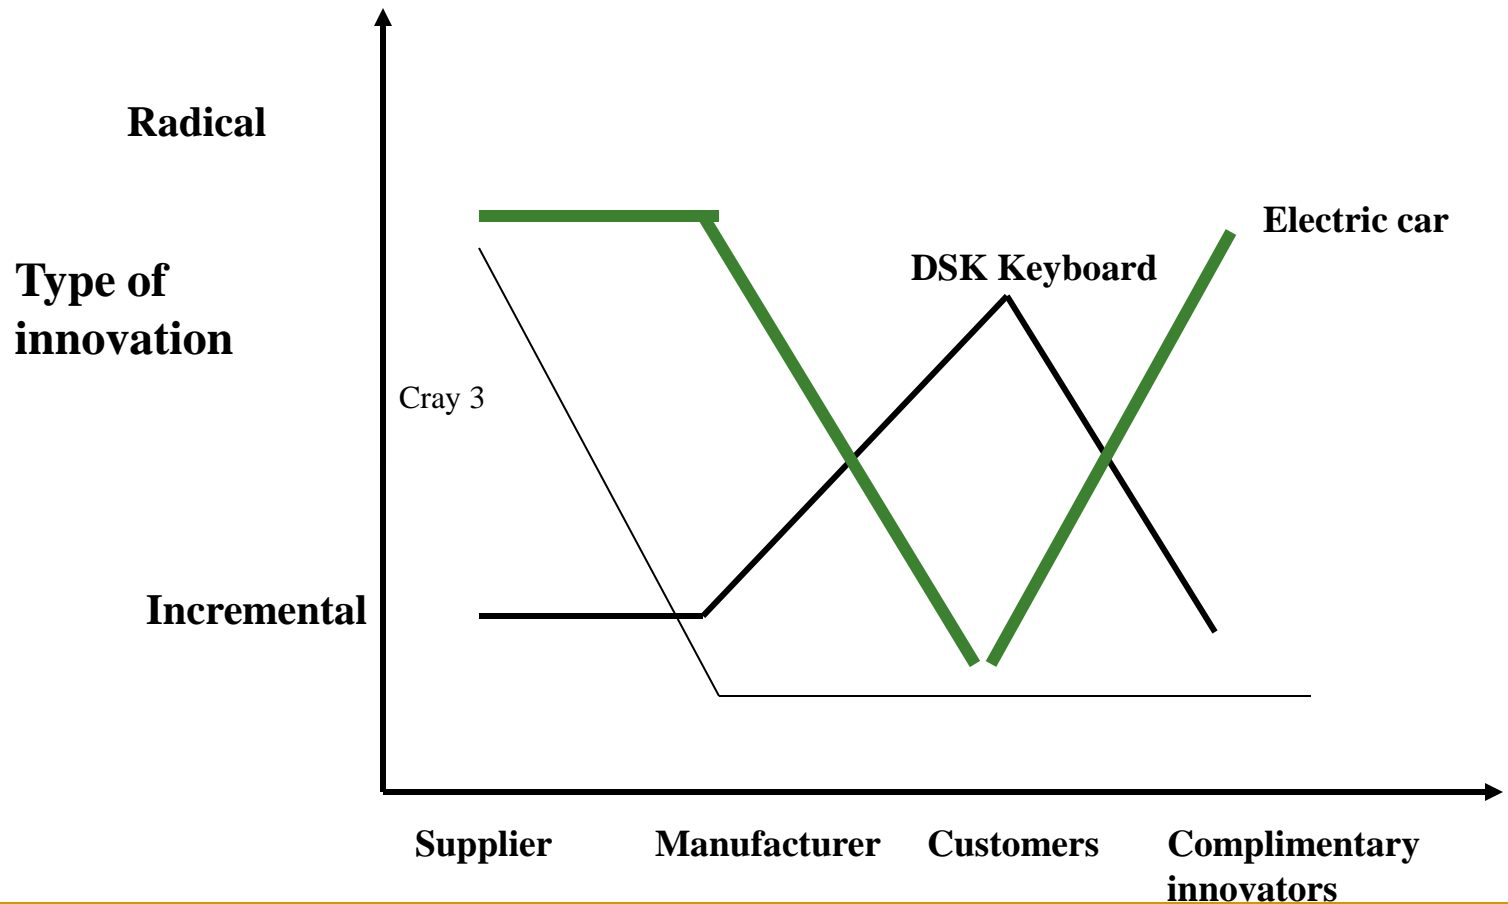 Radical
Electric car
DSK Keyboard
Type of
innovation
Cray 3
Incremental
Supplier
Manufacturer
Customers
Complimentary
innovators